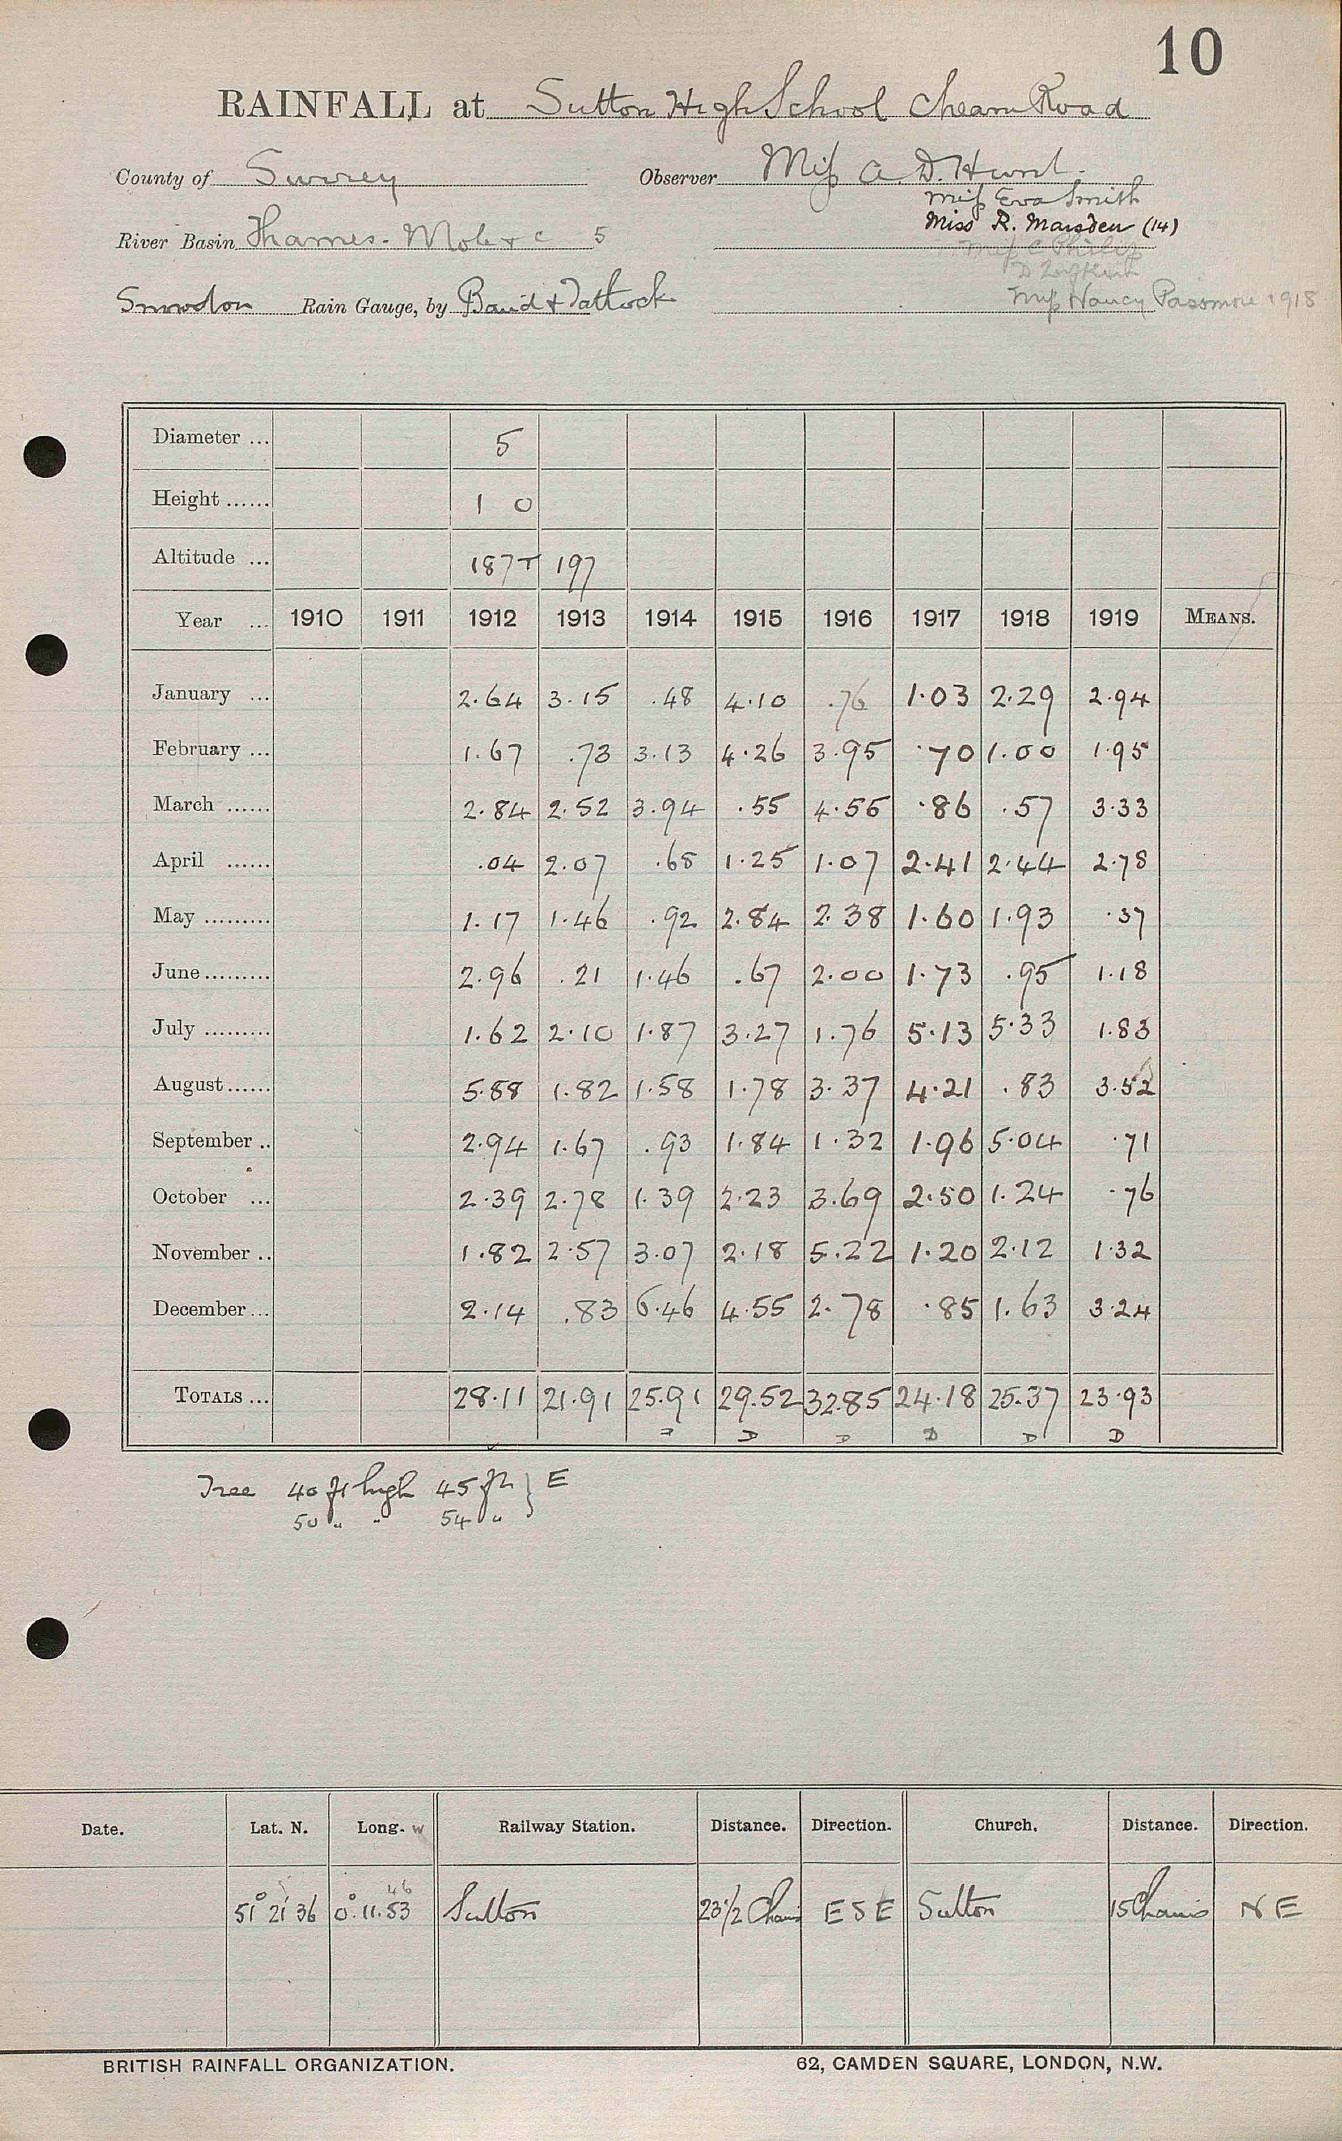 10
RAINFALL at Sutton High School Cheam Road
County of Surrey Observer Miss A. D. Hurst.
Miss Eva Smith
River Basin Thames. Mole & c 5 Miss R. Marsden (14)
Miss C Philip
Snowdon Rain Gauge, by Baird & Tatlock Miss Nancy Passmore 1918
Diameter ... 5
Height ...... 1 0
Altitude ... 187T 197
Year ... 1910 1911 1912 1913 1914 1915 1916 1917 1918 1919 MEANS.
January ... 2.64 3.15 .48 4.10 .76 1.03 2.29 2.94
February ... 1.67 .73 3.13 4.26 3.95 .70 1.00 1.95
March ...... 2.84 2.52 3.94 .55 4.55 .86 .57 3.33
April ...... .04 2.07 .68 1.25 1.07 2.41 2.44 2.78
May ......... 1.17 1.46 .92 2.84 2.38 1.60 1.93 .37
June ......... 2.96 .21 1.46 .67 2.00 1.73 .95 1.18
July ......... 1.62 2.10 1.87 3.27 1.76 5.13 5.33 1.83
August ...... 5.88 1.82 1.58 1.78 3.37 4.21 .83 3.52
September .. 2.94 1.67 .93 1.84 1.32 1.96 5.04 .71
October ... 2.39 2.78 1.39 2.23 3.69 2.50 1.24 .76
November .. 1.82 2.57 3.07 2.18 5.22 1.20 2.12 1.32
December ... 2.14 .83 6.46 4.55 2.78 .85 1.63 3.24
TOTALS ... 28.11 21.91 25.91 29.52 32.85 24.18 25.37 23.93
D D D D D D
Tree 40 ft high 45 ft } E
50 " " 54 "
Date. Lat. N. Long. W Railway Station. Distance. Direction. Church. Distance. Direction.
46
51° 21' 36 0°.11.53 Sutton 23 1/2 Chains ESE Sutton 15 Chains NE
BRITISH RAINFALL ORGANIZATION. 62, CAMDEN SQUARE, LONDON, N.W.